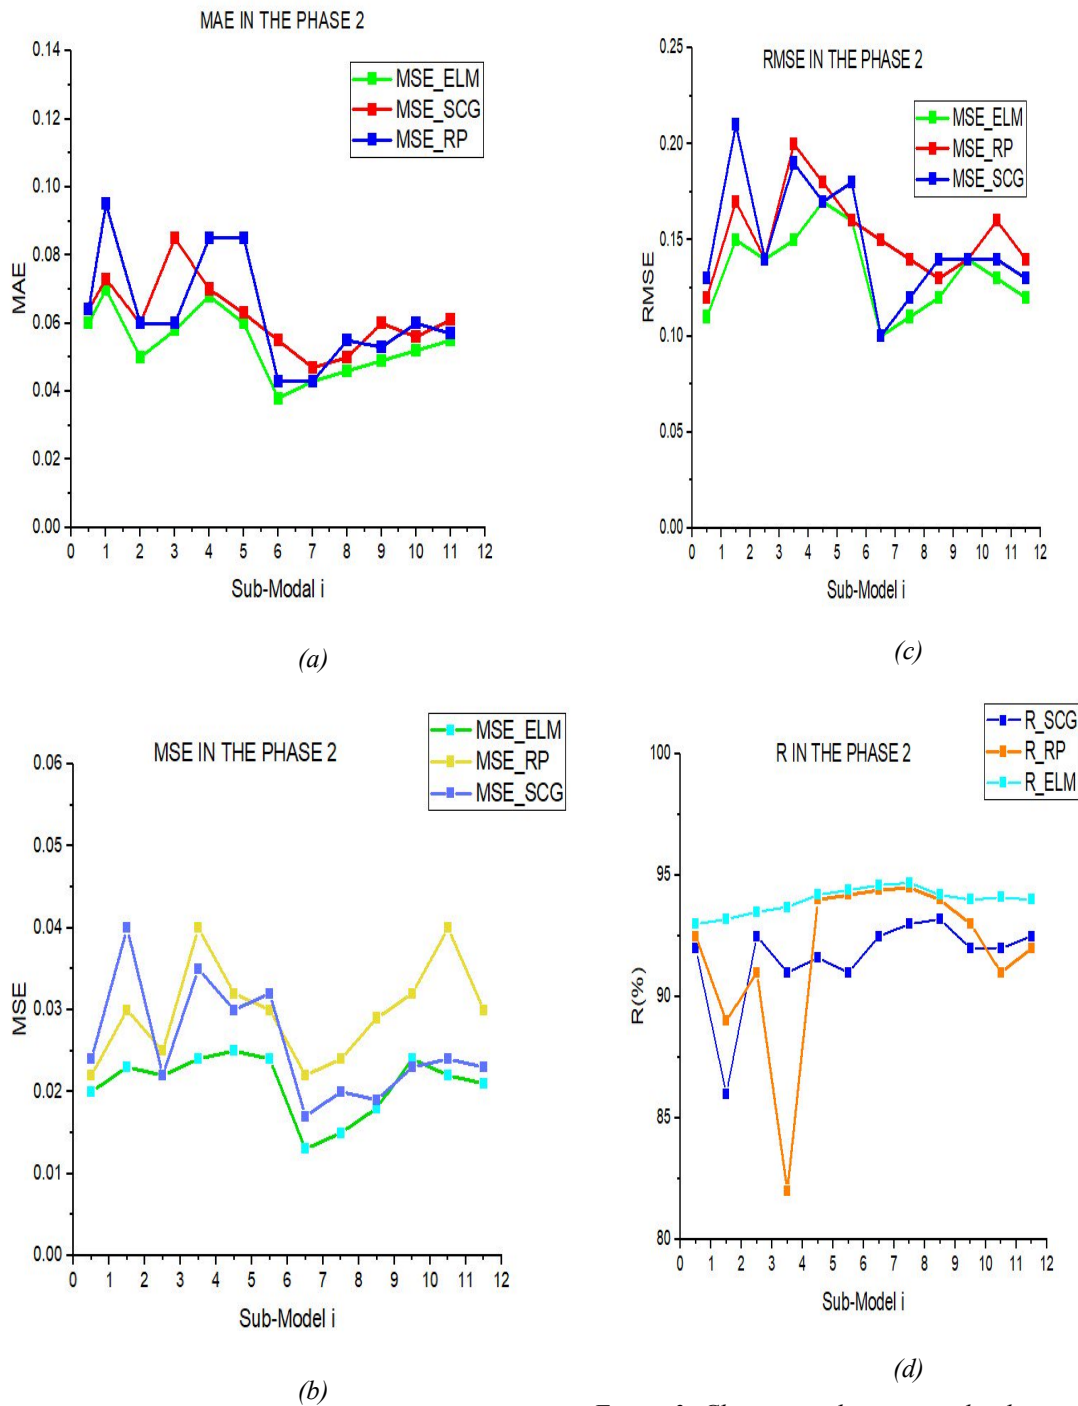 MAE IN THE PHASE 2
MSE_ELM
MSE_SCG
MSE_RP
0.14
0.12
0.10
0.08
0.06
0.04
0.02
0.00
MAE
0 1 2 3 4 5 6 7 8 9 10 11 12
Sub-Modal i
(a)
RMSE IN THE PHASE 2
MSE_ELM
MSE_RP
MSE_SCG
0.25
0.20
0.15
0.10
0.05
0.00
RMSE
0 1 2 3 4 5 6 7 8 9 10 11 12
Sub-Model i
(c)
MSE IN THE PHASE 2
MSE_ELM
MSE_RP
MSE_SCG
0.06
0.05
0.04
0.03
0.02
0.01
0.00
MSE
0 1 2 3 4 5 6 7 8 9 10 11 12
Sub-Model i
(b)
R IN THE PHASE 2
R_SCG
R_RP
R_ELM
100
95
90
85
80
R(%)
0 1 2 3 4 5 6 7 8 9 10 11 12
Sub-Model i
(d)